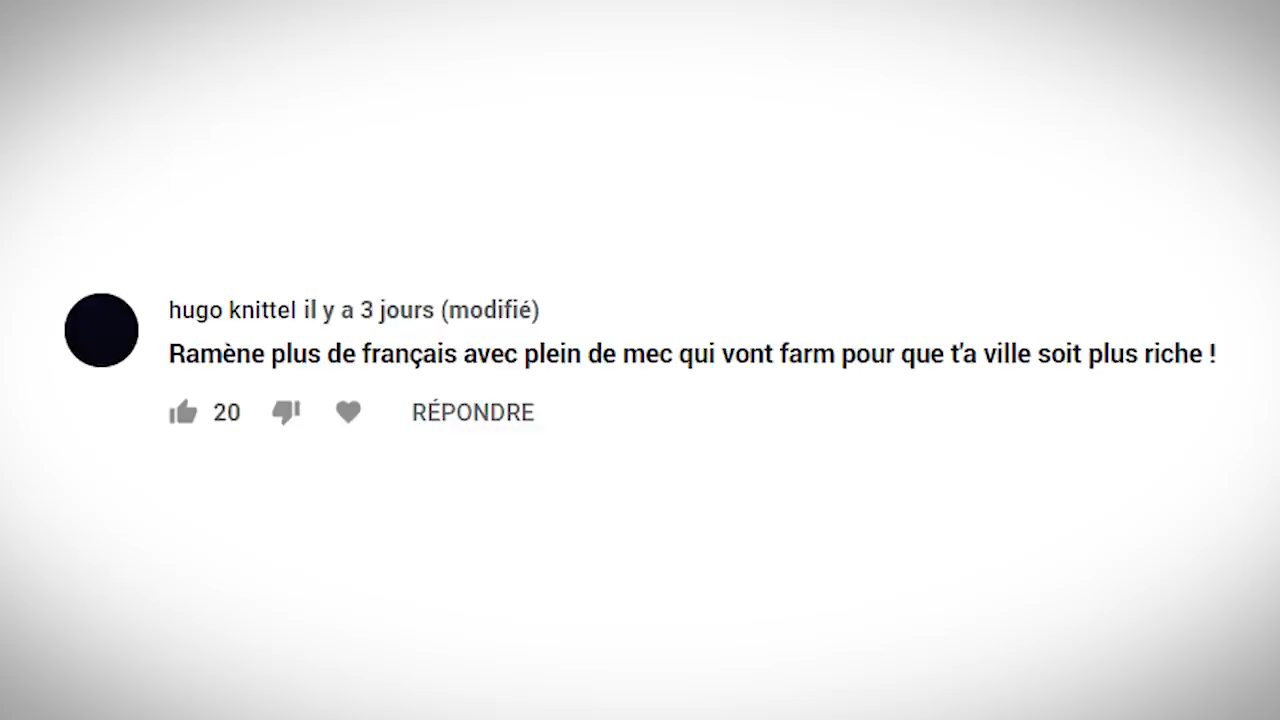 hugo knittel il y a 3 jours (modifié)
Ramène plus de français avec plein de mec qui vont farm pour que t'a ville soit plus riche !
20 RÉPONDRE